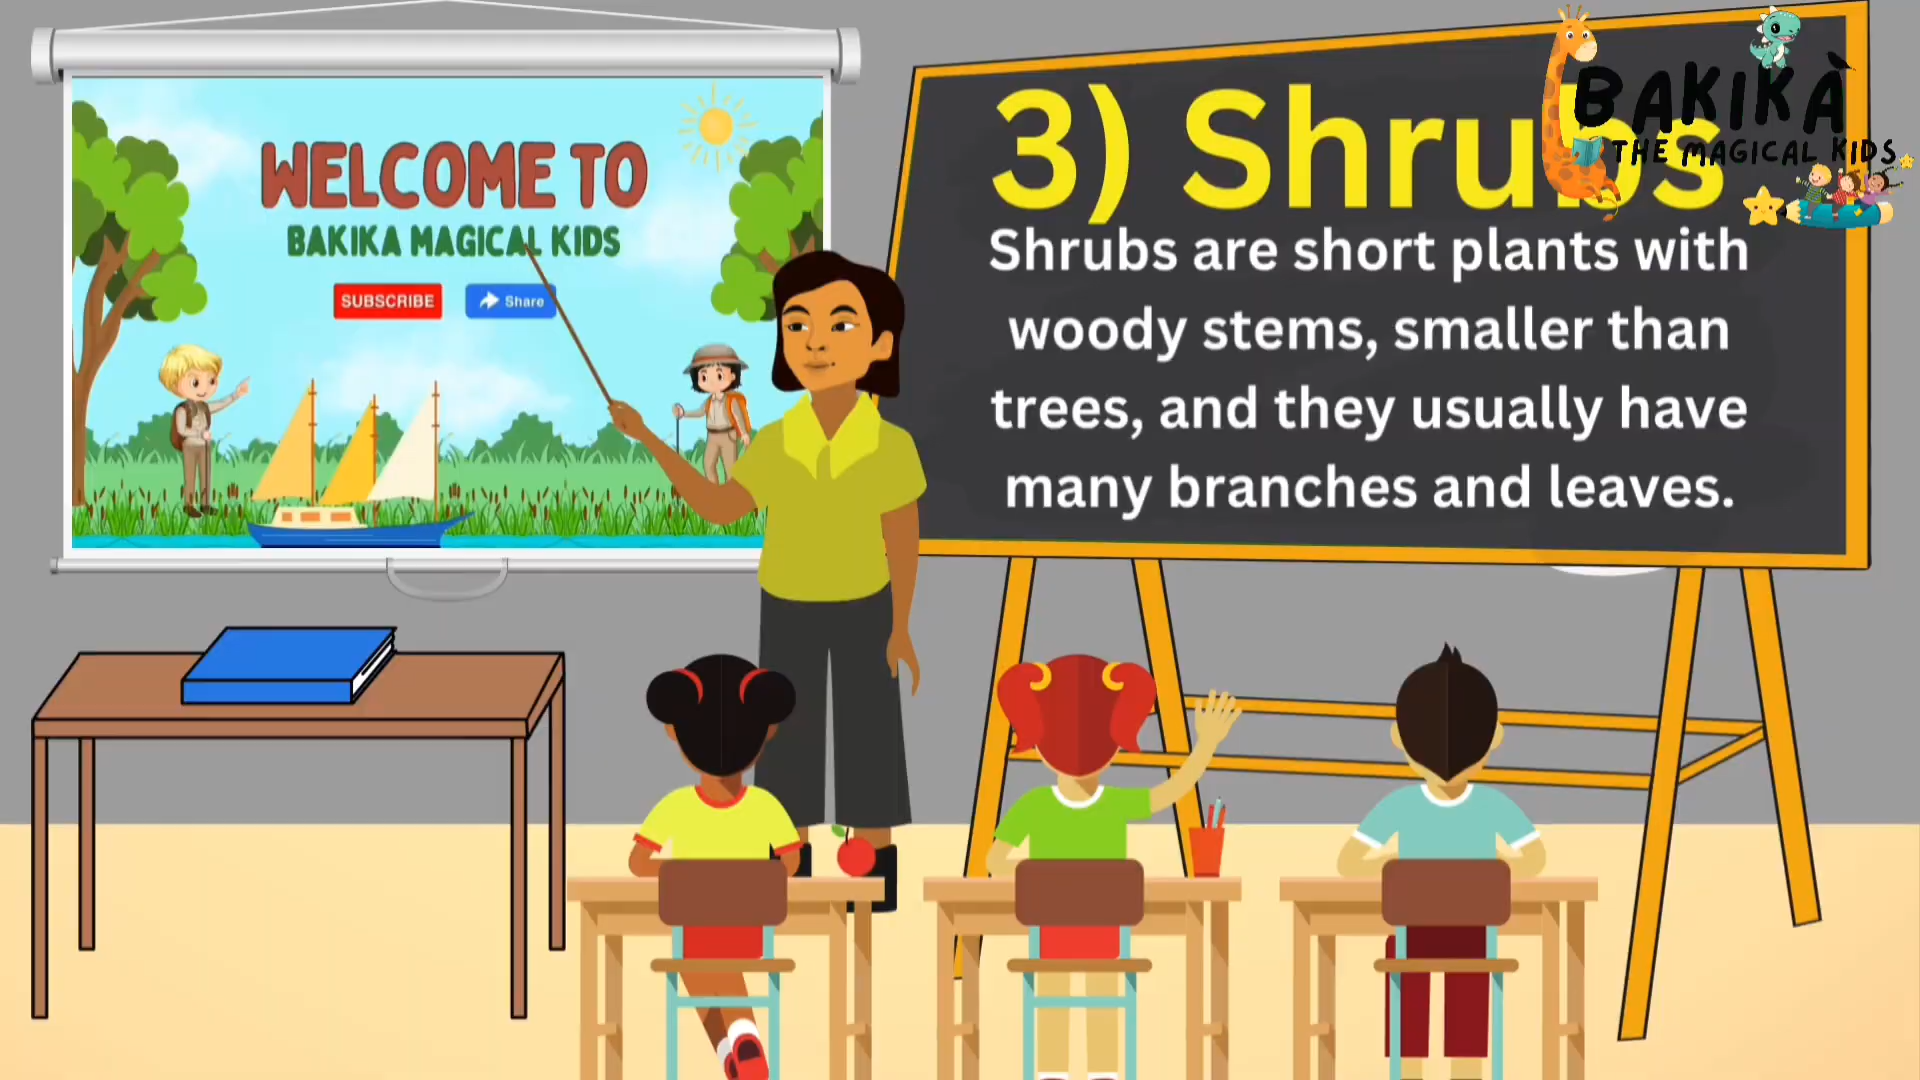 WELCOME TO
BAKIKA MAGICAL KIDS
SUBSCRIBE
Share
3) Shrubs
Shrubs are short plants with
woody stems, smaller than
trees, and they usually have
many branches and leaves.
BAKIKÀ
THE MAGICAL KIDS